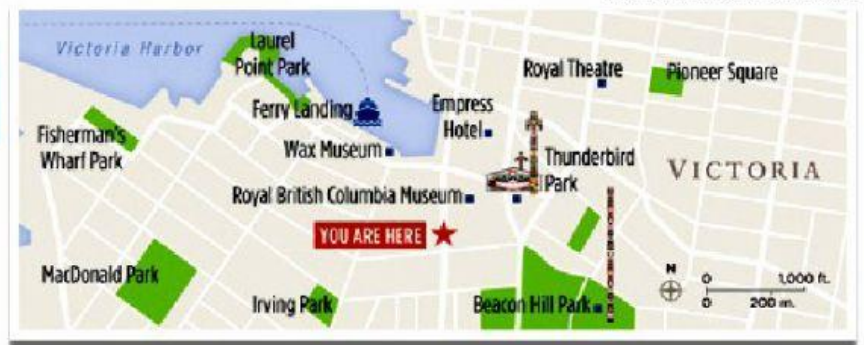 Victoria Harbor
Laurel
Point Park
Royal Theatre
Pioneer Square
Ferry Landing
Empress
Hotel
Fisherman's
Wharf Park
Wax Museum
Thunderbird
Park
VICTORIA
Royal British Columbia Museum
YOU ARE HERE
MacDonald Park
Irving Park
Beacon Hill Park
N
0 1,000 ft.
0 200 m.